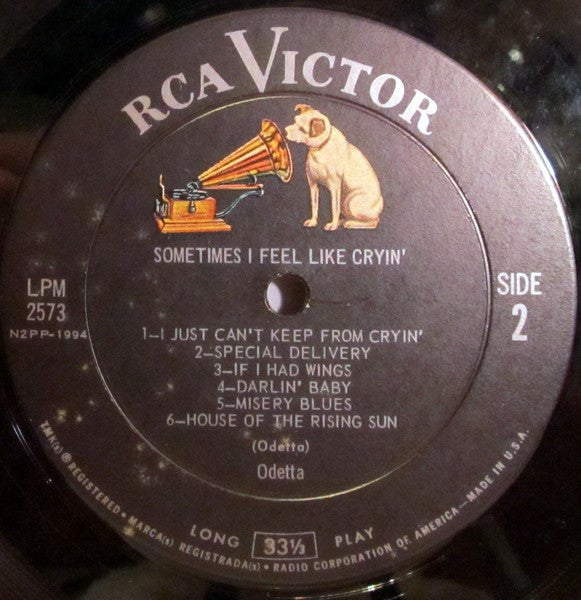 RCA VICTOR
SOMETIMES I FEEL LIKE CRYIN'
LPM
2573
N2PP-1994
SIDE
2
1—I JUST CAN'T KEEP FROM CRYIN'
2—SPECIAL DELIVERY
3—IF I HAD WINGS
4—DARLIN' BABY
5—MISERY BLUES
6—HOUSE OF THE RISING SUN
(Odetta)
Odetta
LONG 33⅓ PLAY
TMK(s) ® REGISTERED • MARCA(s) REGISTRADA(s) • RADIO CORPORATION OF AMERICA—MADE IN U.S.A.